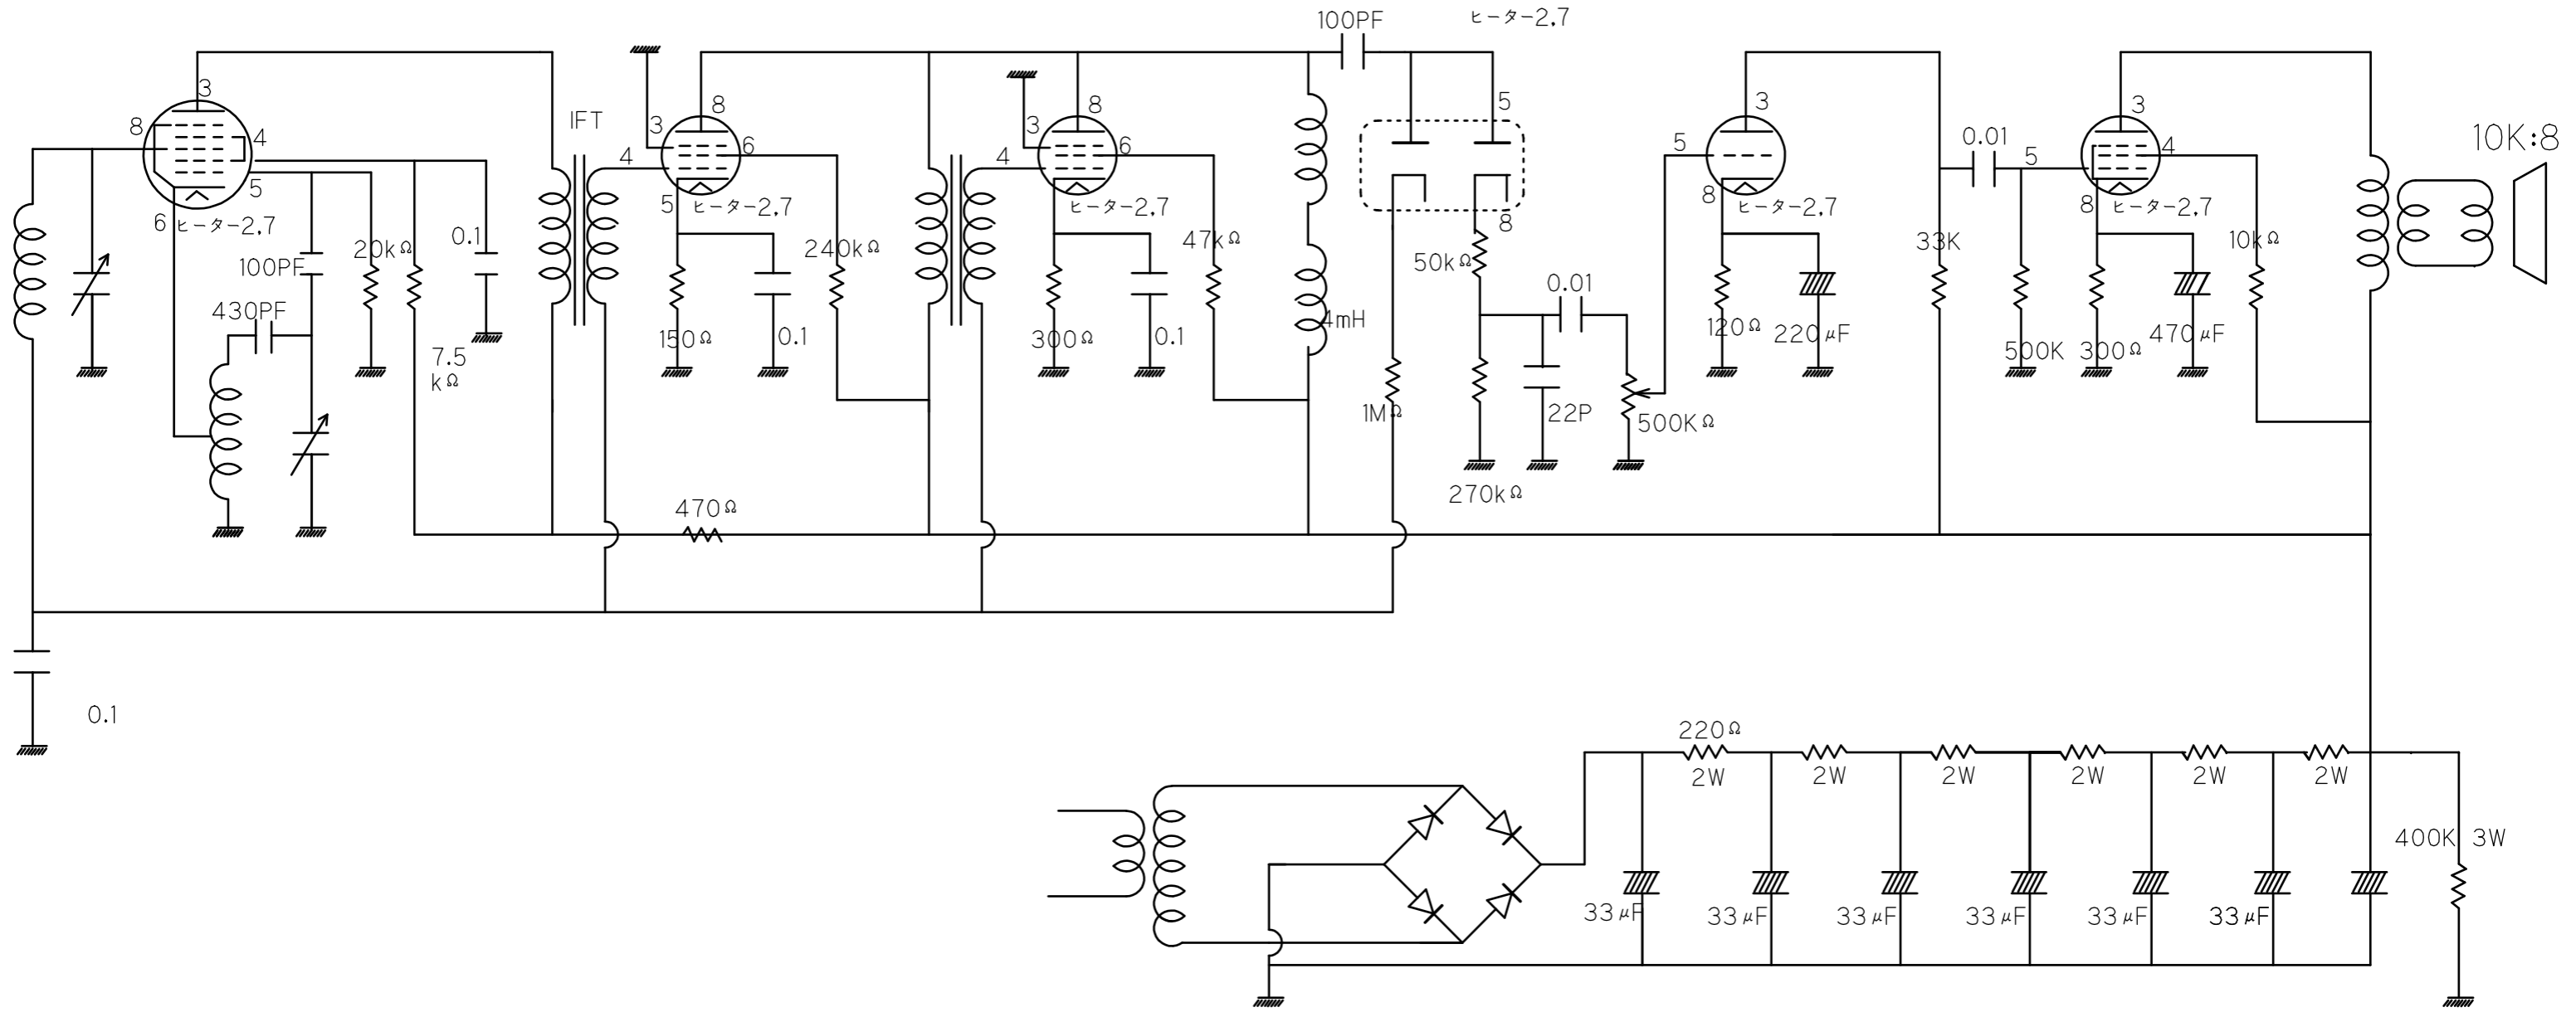 100PF
ヒーター2.7
3
8
4
5
6
ヒーター2.7
100PF
430PF
20kΩ
7.5
kΩ
0.1
IFT
3
8
6
4
5
ヒーター2.7
150Ω
0.1
240kΩ
470Ω
3
8
6
4
ヒーター2.7
300Ω
0.1
47kΩ
4mH
5
8
50kΩ
1MΩ
270kΩ
0.01
22P
500KΩ
3
5
8
ヒーター2.7
120Ω
220μF
33K
0.01
500K
3
5
4
8
ヒーター2.7
300Ω
470μF
10kΩ
10K:8
0.1
220Ω
2W
2W
2W
2W
2W
2W
33μF
33μF
33μF
33μF
33μF
33μF
400K 3W